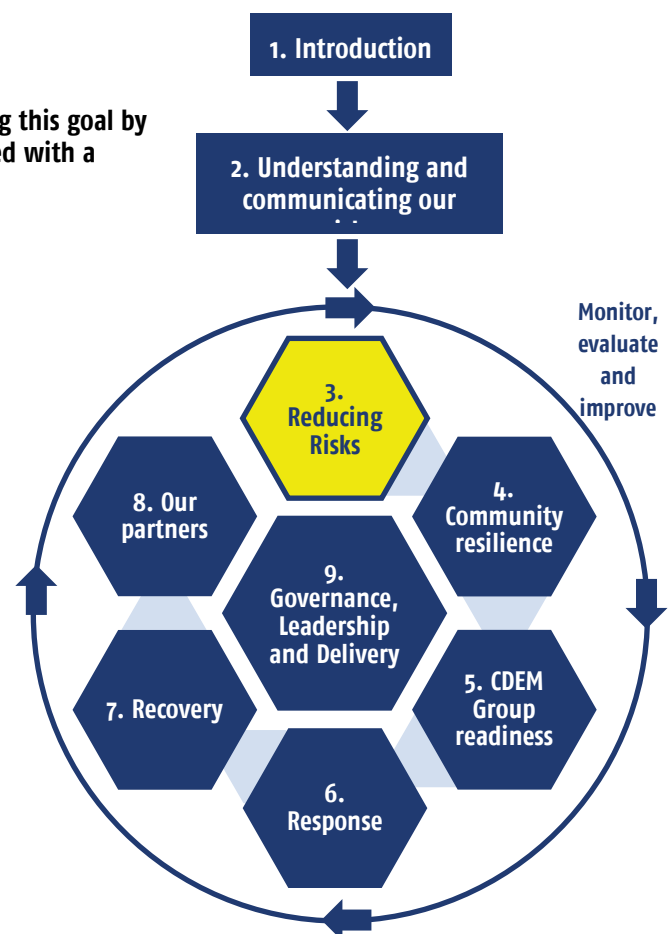 1. Introduction
g this goal by
ed with a
2. Understanding and
communicating our
Monitor,
evaluate
and
improve
3.
Reducing
Risks
4.
Community
resilience
5. CDEM
Group
readiness
6.
Response
7. Recovery
8. Our
partners
9.
Governance,
Leadership
and Delivery